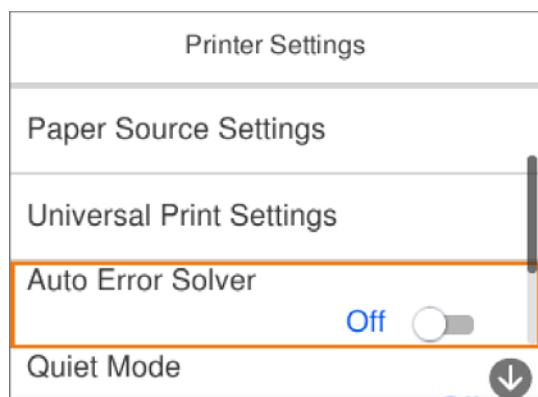 Printer Settings
Paper Source Settings
Universal Print Settings
Auto Error Solver
Off
Quiet Mode